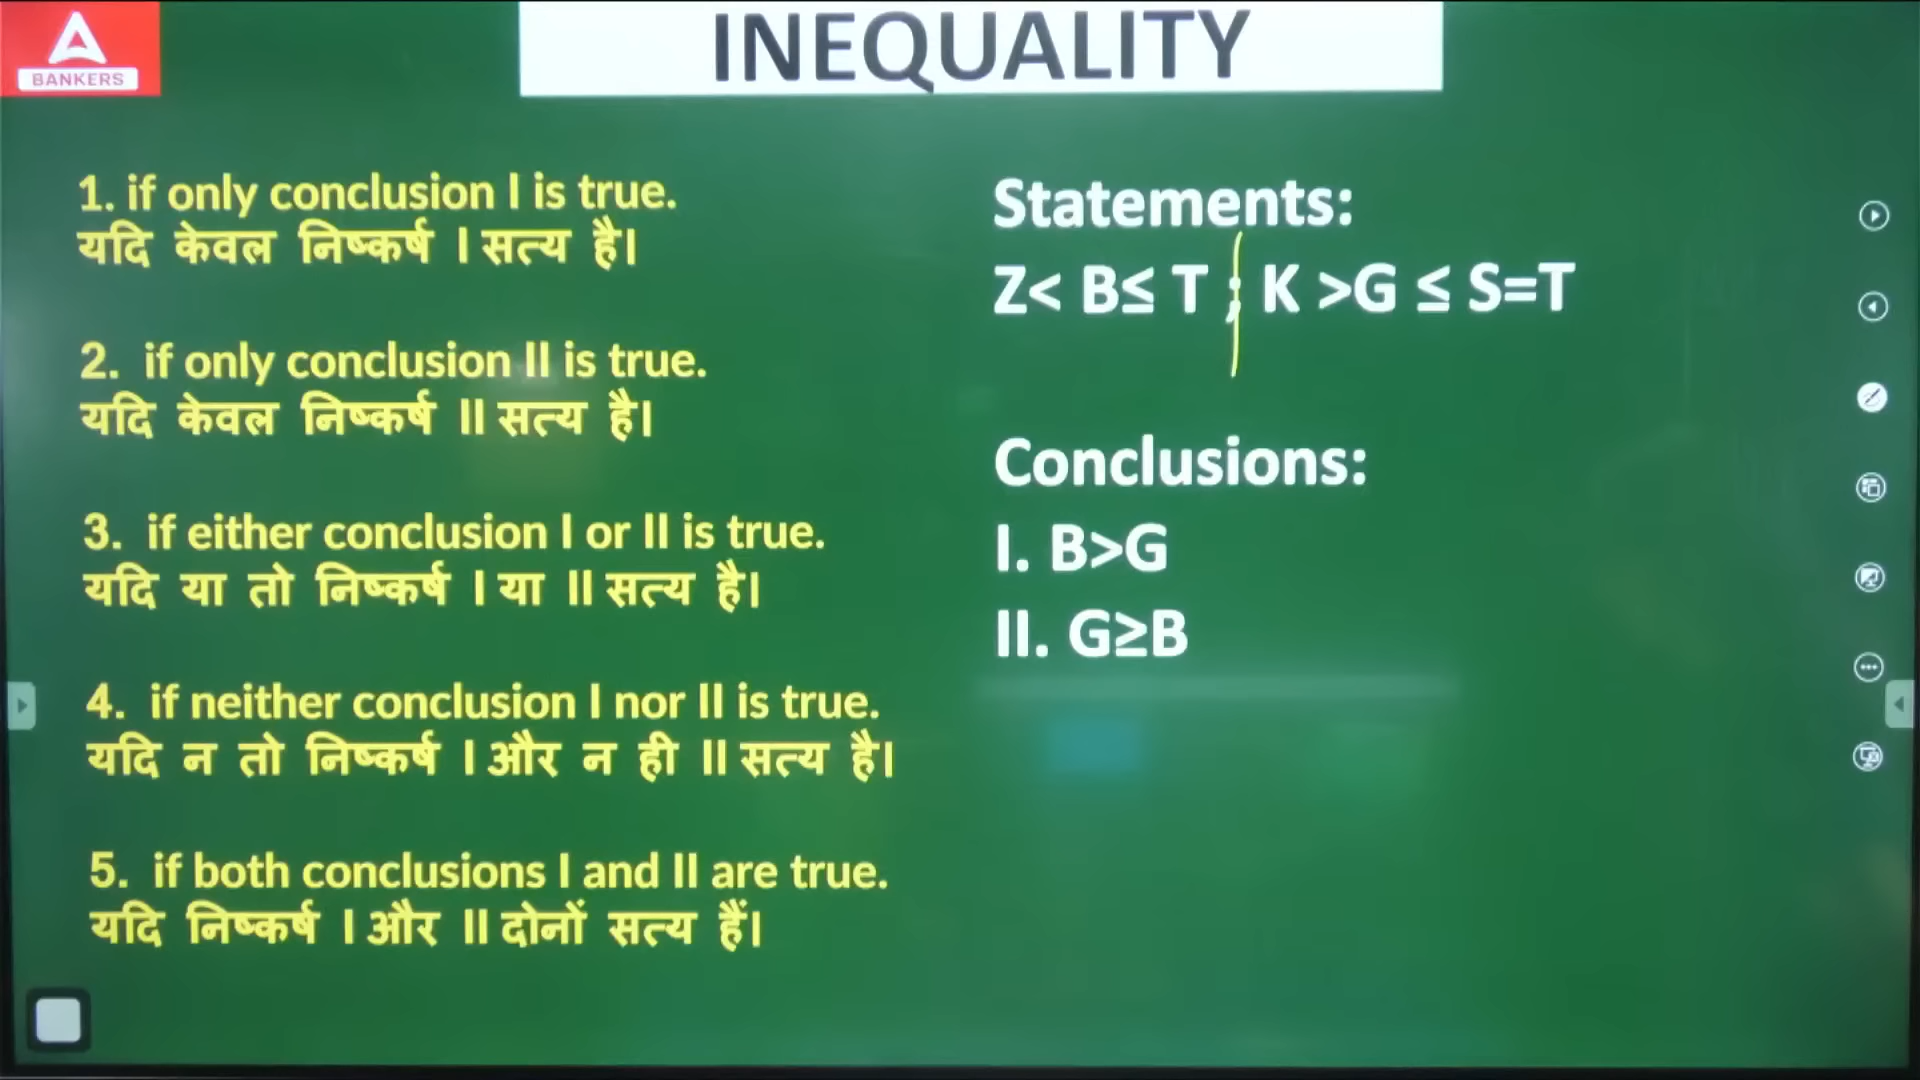 BANKERS
INEQUALITY
1. if only conclusion I is true.
यदि केवल निष्कर्ष I सत्य है।
2. if only conclusion II is true.
यदि केवल निष्कर्ष II सत्य है।
3. if either conclusion I or II is true.
यदि या तो निष्कर्ष I या II सत्य है।
4. if neither conclusion I nor II is true.
यदि न तो निष्कर्ष I और न ही II सत्य है।
5. if both conclusions I and II are true.
यदि निष्कर्ष I और II दोनों सत्य हैं।
Statements:
Z< B≤ T ; K >G ≤ S=T
Conclusions:
I. B>G
II. G≥B